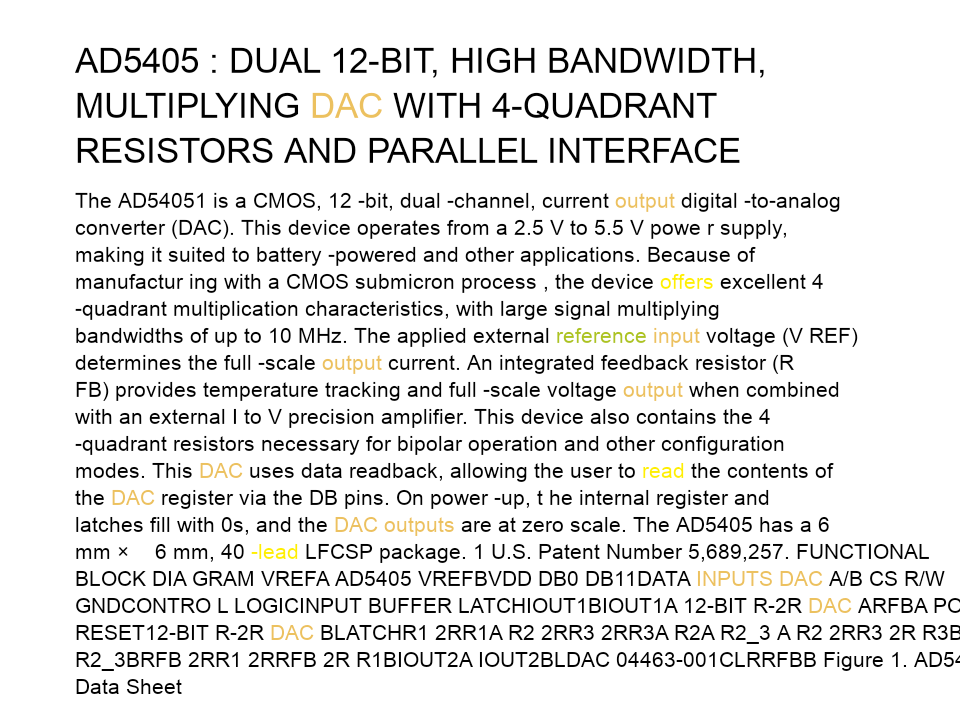 AD5405 : DUAL 12-BIT, HIGH BANDWIDTH,
MULTIPLYING DAC WITH 4-QUADRANT
RESISTORS AND PARALLEL INTERFACE
The AD54051 is a CMOS, 12 -bit, dual -channel, current output digital -to-analog
converter (DAC). This device operates from a 2.5 V to 5.5 V powe r supply,
making it suited to battery -powered and other applications. Because of
manufactur ing with a CMOS submicron process , the device offers excellent 4
-quadrant multiplication characteristics, with large signal multiplying
bandwidths of up to 10 MHz. The applied external reference input voltage (V REF)
determines the full -scale output current. An integrated feedback resistor (R
FB) provides temperature tracking and full -scale voltage output when combined
with an external I to V precision amplifier. This device also contains the 4
-quadrant resistors necessary for bipolar operation and other configuration
modes. This DAC uses data readback, allowing the user to read the contents of
the DAC register via the DB pins. On power -up, t he internal register and
latches fill with 0s, and the DAC outputs are at zero scale. The AD5405 has a 6
mm × 6 mm, 40 -lead LFCSP package. 1 U.S. Patent Number 5,689,257. FUNCTIONAL
BLOCK DIA GRAM VREFA AD5405 VREFBVDD DB0 DB11DATA INPUTS DAC A/B CS R/W
GNDCONTRO L LOGICINPUT BUFFER LATCHIOUT1BIOUT1A 12-BIT R-2R DAC ARFBA PO
RESET12-BIT R-2R DAC BLATCHR1 2RR1A R2 2RR3 2RR3A R2A R2_3 A R2 2RR3 2R R3B
R2_3BRFB 2RR1 2RRFB 2R R1BIOUT2A IOUT2BLDAC 04463-001CLRRFBB Figure 1. AD54
Data Sheet